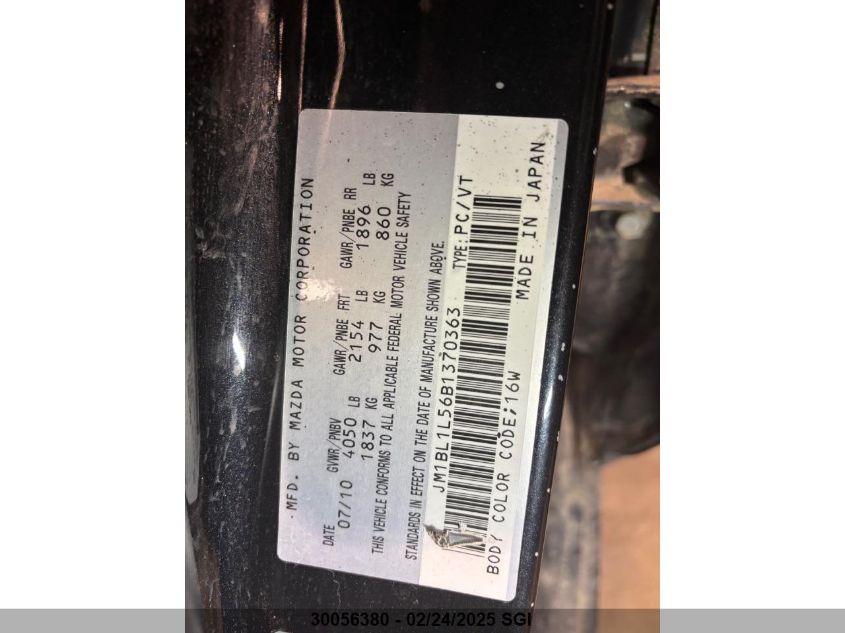 MFD. BY MAZDA MOTOR CORPORATION
DATE GVWR/PNBV GAWR/PNBE FRT GAWR/PNBE RR
07/10 4050 LB 2154 LB 1896 LB
1837 KG 977 KG 860 KG
THIS VEHICLE CONFORMS TO ALL APPLICABLE FEDERAL MOTOR VEHICLE SAFETY
STANDARDS IN EFFECT ON THE DATE OF MANUFACTURE SHOWN ABOVE.
JM1BL1L56B1370363 TYPE: PC/VT
BODY COLOR CODE;16W MADE IN JAPAN
30056380 - 02/24/2025 SGI